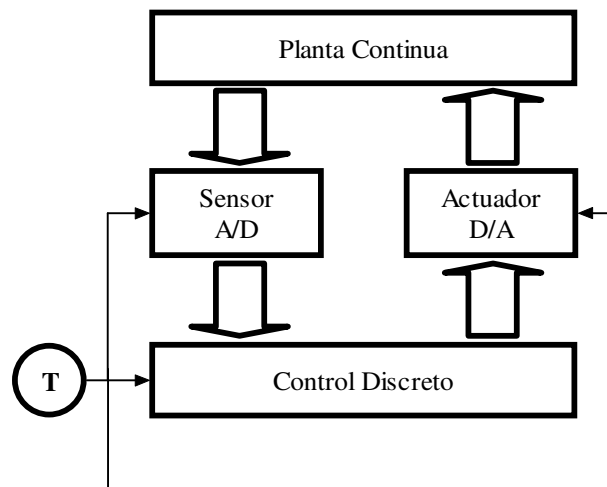 Planta Continua
Sensor
A/D
Actuador
D/A
T
Control Discreto